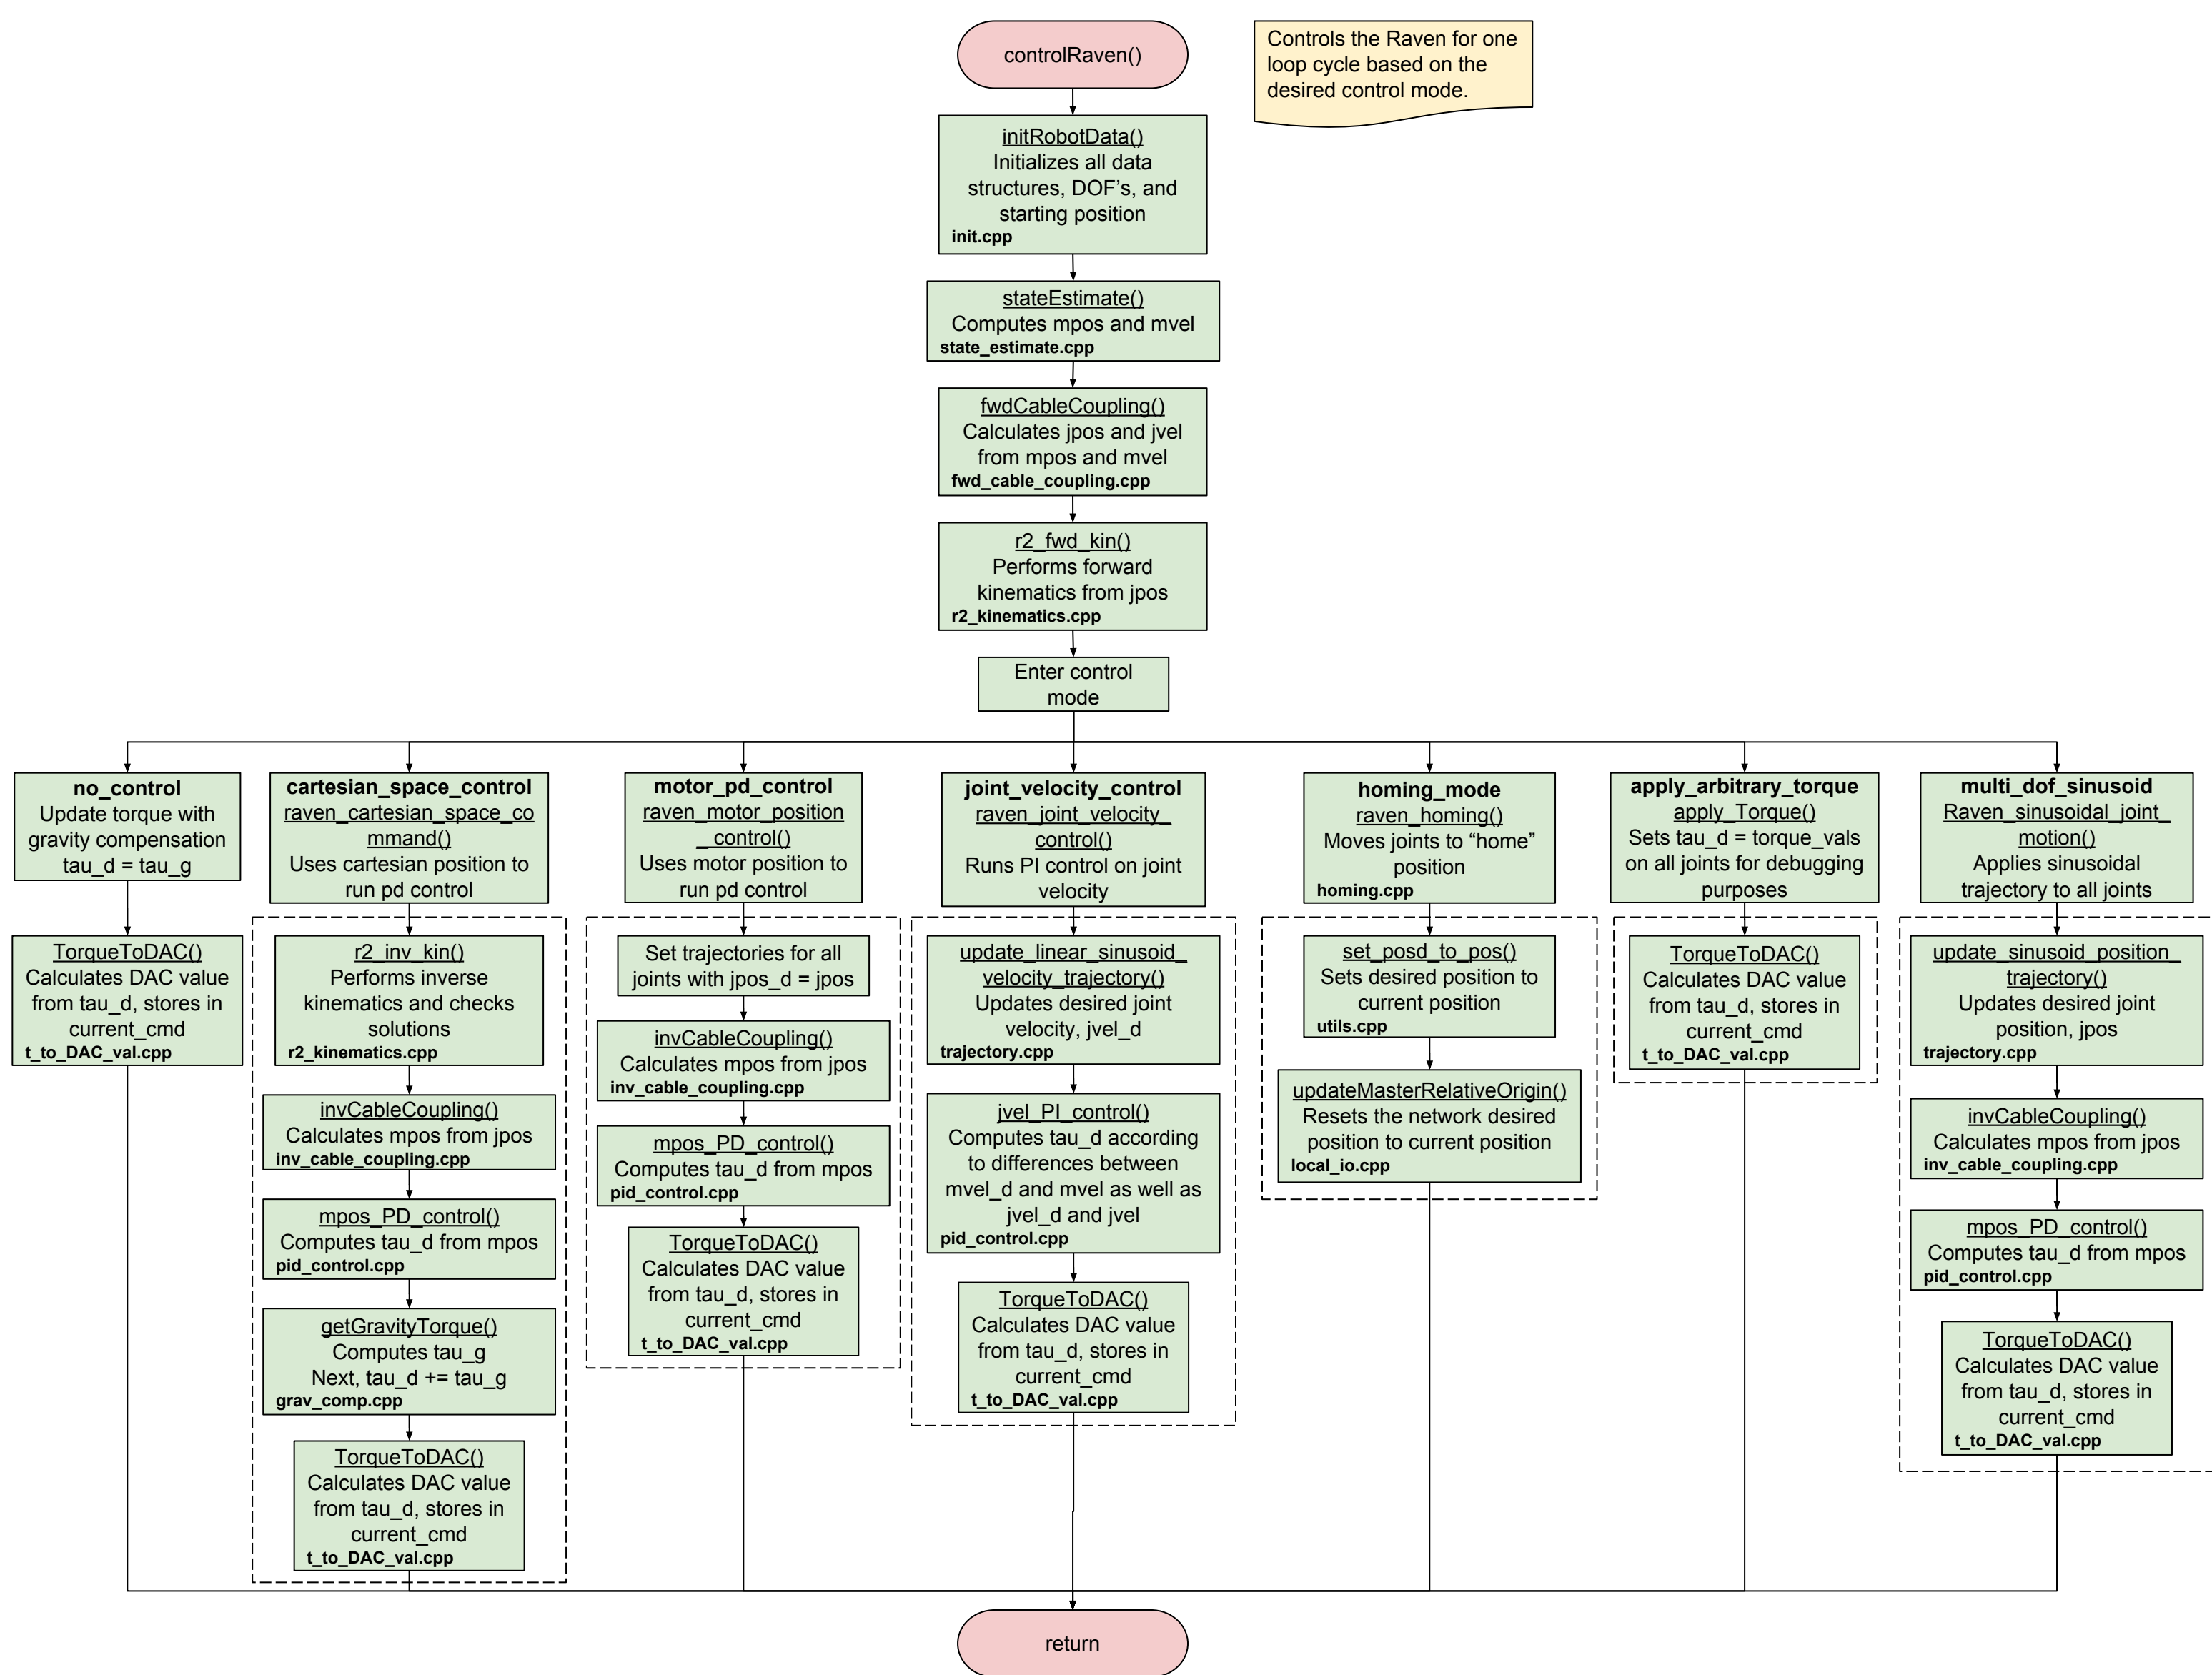 controlRaven()
Controls the Raven for one
loop cycle based on the
desired control mode.
initRobotData()
Initializes all data
structures, DOF's, and
starting position
init.cpp
stateEstimate()
Computes mpos and mvel
state_estimate.cpp
fwdCableCoupling()
Calculates jpos and jvel
from mpos and mvel
fwd_cable_coupling.cpp
r2_fwd_kin()
Performs forward
kinematics from jpos
r2_kinematics.cpp
Enter control
mode
no_control
Update torque with
gravity compensation
tau_d = tau_g
TorqueToDAC()
Calculates DAC value
from tau_d, stores in
current_cmd
t_to_DAC_val.cpp
cartesian_space_control
raven_cartesian_space_co
mmand()
Uses cartesian position to
run pd control
r2_inv_kin()
Performs inverse
kinematics and checks
solutions
r2_kinematics.cpp
invCableCoupling()
Calculates mpos from jpos
inv_cable_coupling.cpp
mpos_PD_control()
Computes tau_d from mpos
pid_control.cpp
getGravityTorque()
Computes tau_g
Next, tau_d += tau_g
grav_comp.cpp
TorqueToDAC()
Calculates DAC value
from tau_d, stores in
current_cmd
t_to_DAC_val.cpp
motor_pd_control
raven_motor_position
_control()
Uses motor position to
run pd control
Set trajectories for all
joints with jpos_d = jpos
invCableCoupling()
Calculates mpos from jpos
inv_cable_coupling.cpp
mpos_PD_control()
Computes tau_d from mpos
pid_control.cpp
TorqueToDAC()
Calculates DAC value
from tau_d, stores in
current_cmd
t_to_DAC_val.cpp
joint_velocity_control
raven_joint_velocity_
control()
Runs PI control on joint
velocity
update_linear_sinusoid_
velocity_trajectory()
Updates desired joint
velocity, jvel_d
trajectory.cpp
jvel_PI_control()
Computes tau_d according
to differences between
mvel_d and mvel as well as
jvel_d and jvel
pid_control.cpp
TorqueToDAC()
Calculates DAC value
from tau_d, stores in
current_cmd
t_to_DAC_val.cpp
homing_mode
raven_homing()
Moves joints to “home”
position
homing.cpp
set_posd_to_pos()
Sets desired position to
current position
utils.cpp
updateMasterRelativeOrigin()
Resets the network desired
position to current position
local_io.cpp
apply_arbitrary_torque
apply_Torque()
Sets tau_d = torque_vals
on all joints for debugging
purposes
TorqueToDAC()
Calculates DAC value
from tau_d, stores in
current_cmd
t_to_DAC_val.cpp
multi_dof_sinusoid
Raven_sinusoidal_joint_
motion()
Applies sinusoidal
trajectory to all joints
update_sinusoid_position_
trajectory()
Updates desired joint
position, jpos
trajectory.cpp
invCableCoupling()
Calculates mpos from jpos
inv_cable_coupling.cpp
mpos_PD_control()
Computes tau_d from mpos
pid_control.cpp
TorqueToDAC()
Calculates DAC value
from tau_d, stores in
current_cmd
t_to_DAC_val.cpp
return